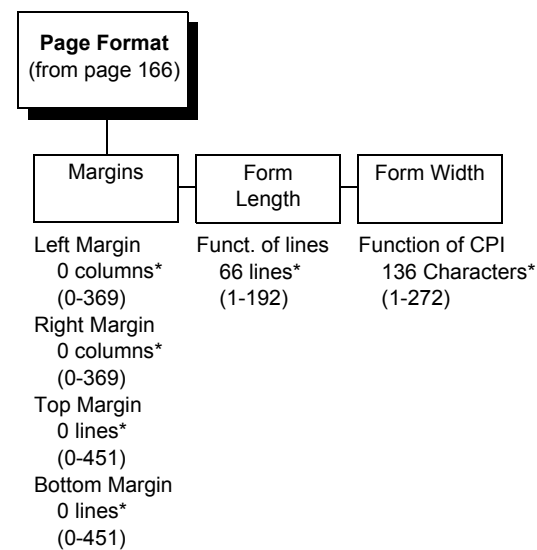 Page Format
(from page 166)
Margins
Form
Length
Form Width
Left Margin
0 columns*
(0-369)
Right Margin
0 columns*
(0-369)
Top Margin
0 lines*
(0-451)
Bottom Margin
0 lines*
(0-451)
Funct. of lines
66 lines*
(1-192)
Function of CPI
136 Characters*
(1-272)